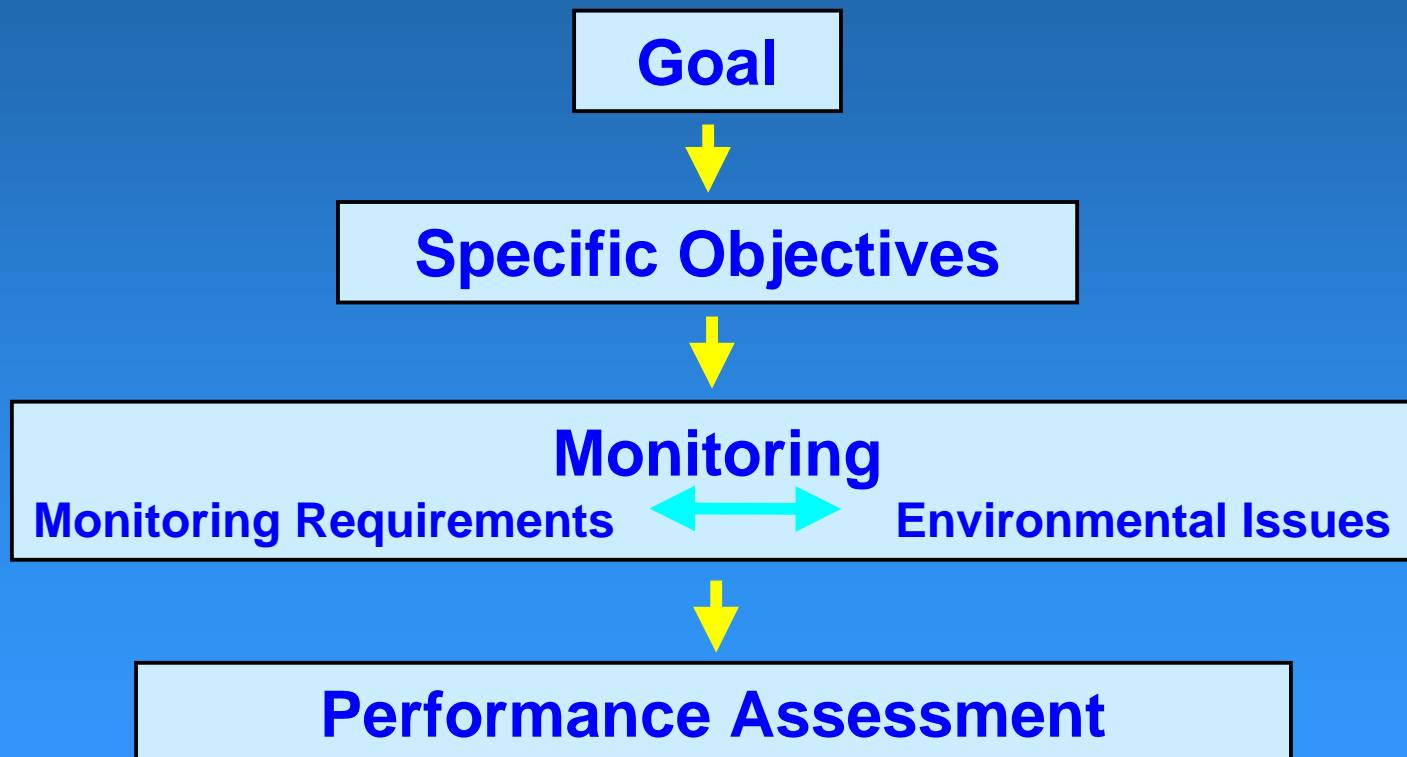 Goal
Specific Objectives
Monitoring
Monitoring Requirements Environmental Issues
Performance Assessment